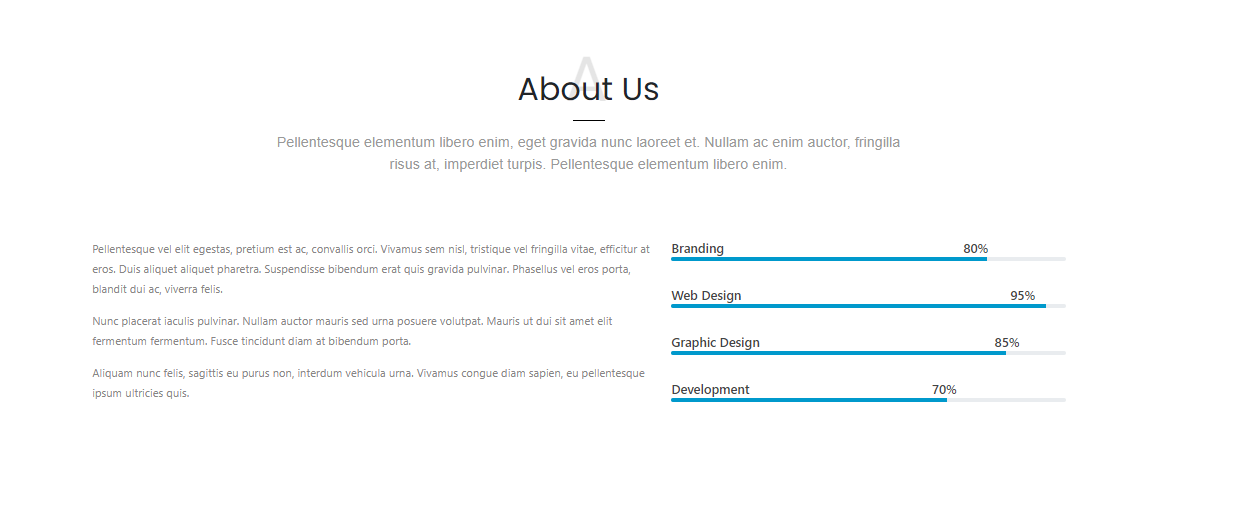 A
About Us
Pellentesque elementum libero enim, eget gravida nunc laoreet et. Nullam ac enim auctor, fringilla
risus at, imperdiet turpis. Pellentesque elementum libero enim.
Pellentesque vel elit egestas, pretium est ac, convallis orci. Vivamus sem nisl, tristique vel fringilla vitae, efficitur at
eros. Duis aliquet aliquet pharetra. Suspendisse bibendum erat quis gravida pulvinar. Phasellus vel eros porta,
blandit dui ac, viverra felis.
Nunc placerat iaculis pulvinar. Nullam auctor mauris sed urna posuere volutpat. Mauris ut dui sit amet elit
fermentum fermentum. Fusce tincidunt diam at bibendum porta.
Aliquam nunc felis, sagittis eu purus non, interdum vehicula urna. Vivamus congue diam sapien, eu pellentesque
ipsum ultricies quis.
Branding 80%
Web Design 95%
Graphic Design 85%
Development 70%